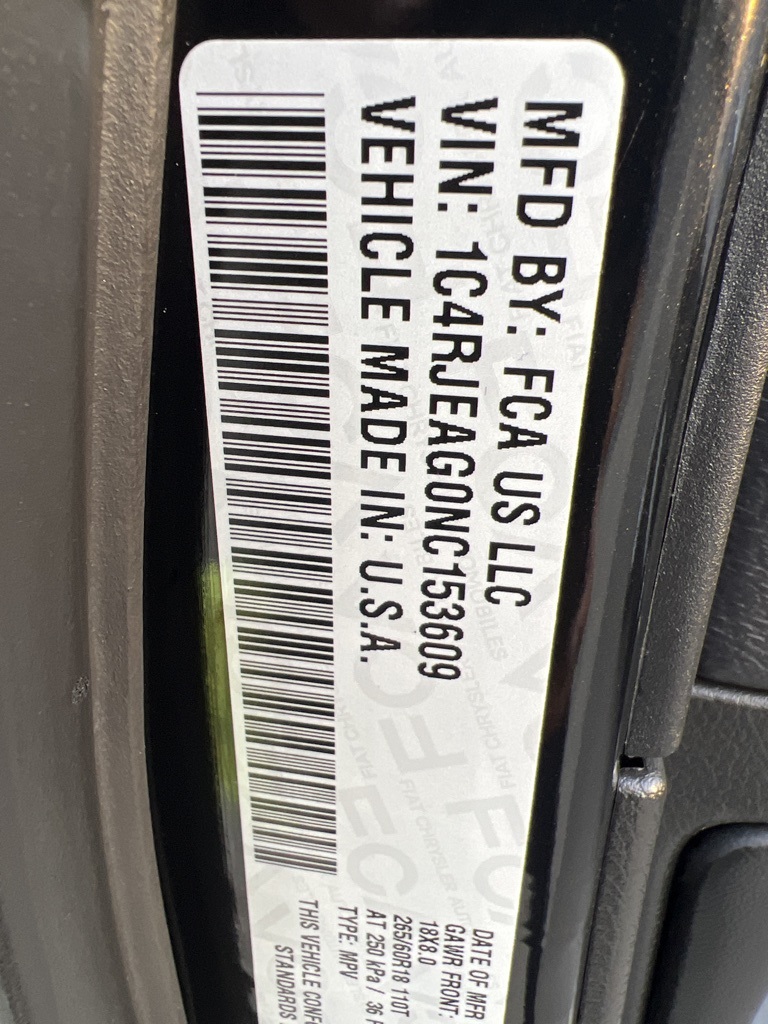 MFD BY: FCA US LLC
VIN: 1C4RJEAG0NC153609
VEHICLE MADE IN: U.S.A.
DATE OF MFR
GAWR FRONT:
18X8.0
265/60R18 110T
AT 250 kPa / 36
TYPE: MPV
THIS VEHICLE
STANDARDS